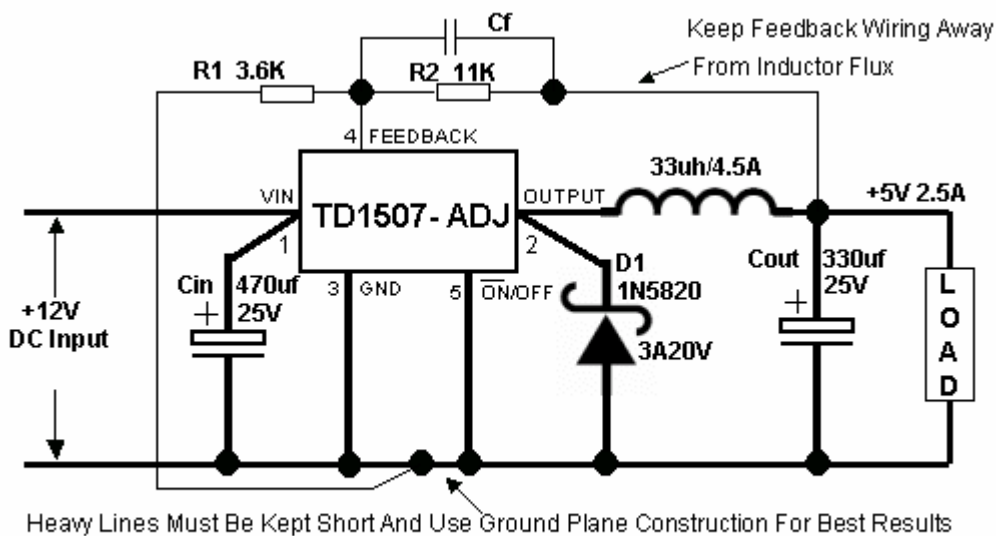 Cf
Keep Feedback Wiring Away
From Inductor Flux
R1 3.6K
R2 11K
4 FEEDBACK
33uh/4.5A
VIN
TD1507- ADJ
OUTPUT
+5V 2.5A
1
2
Cin
470uf
25V
3 GND
5 ON/OFF
D1
1N5820
3A20V
Cout
330uf
25V
LOAD
+12V
DC Input
Heavy Lines Must Be Kept Short And Use Ground Plane Construction For Best Results